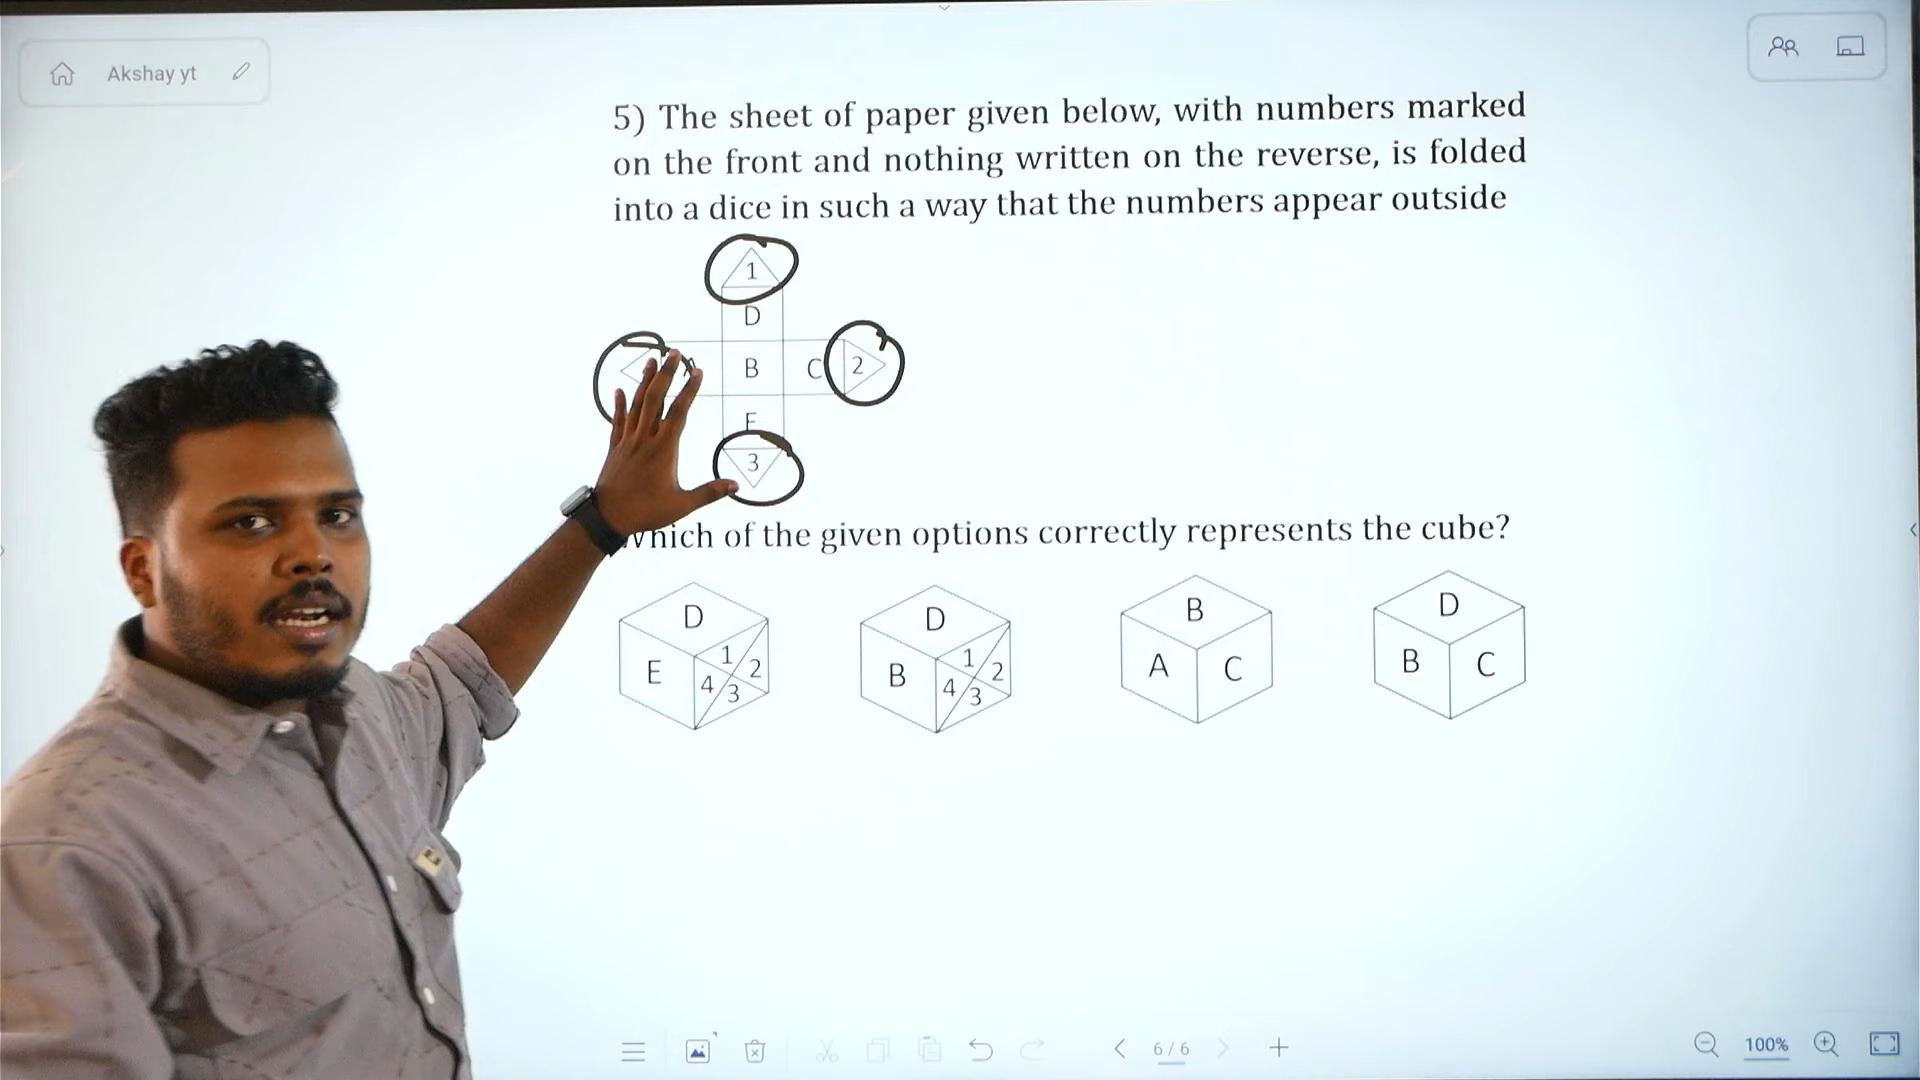 Akshay yt
5) The sheet of paper given below, with numbers marked
on the front and nothing written on the reverse, is folded
into a dice in such a way that the numbers appear outside
1
D
B C 2
3
of the given options correctly represents the cube?
D
E 1 2 3 4
D
B 1 2 3 4
B
A C
D
B C
6 / 6
100%